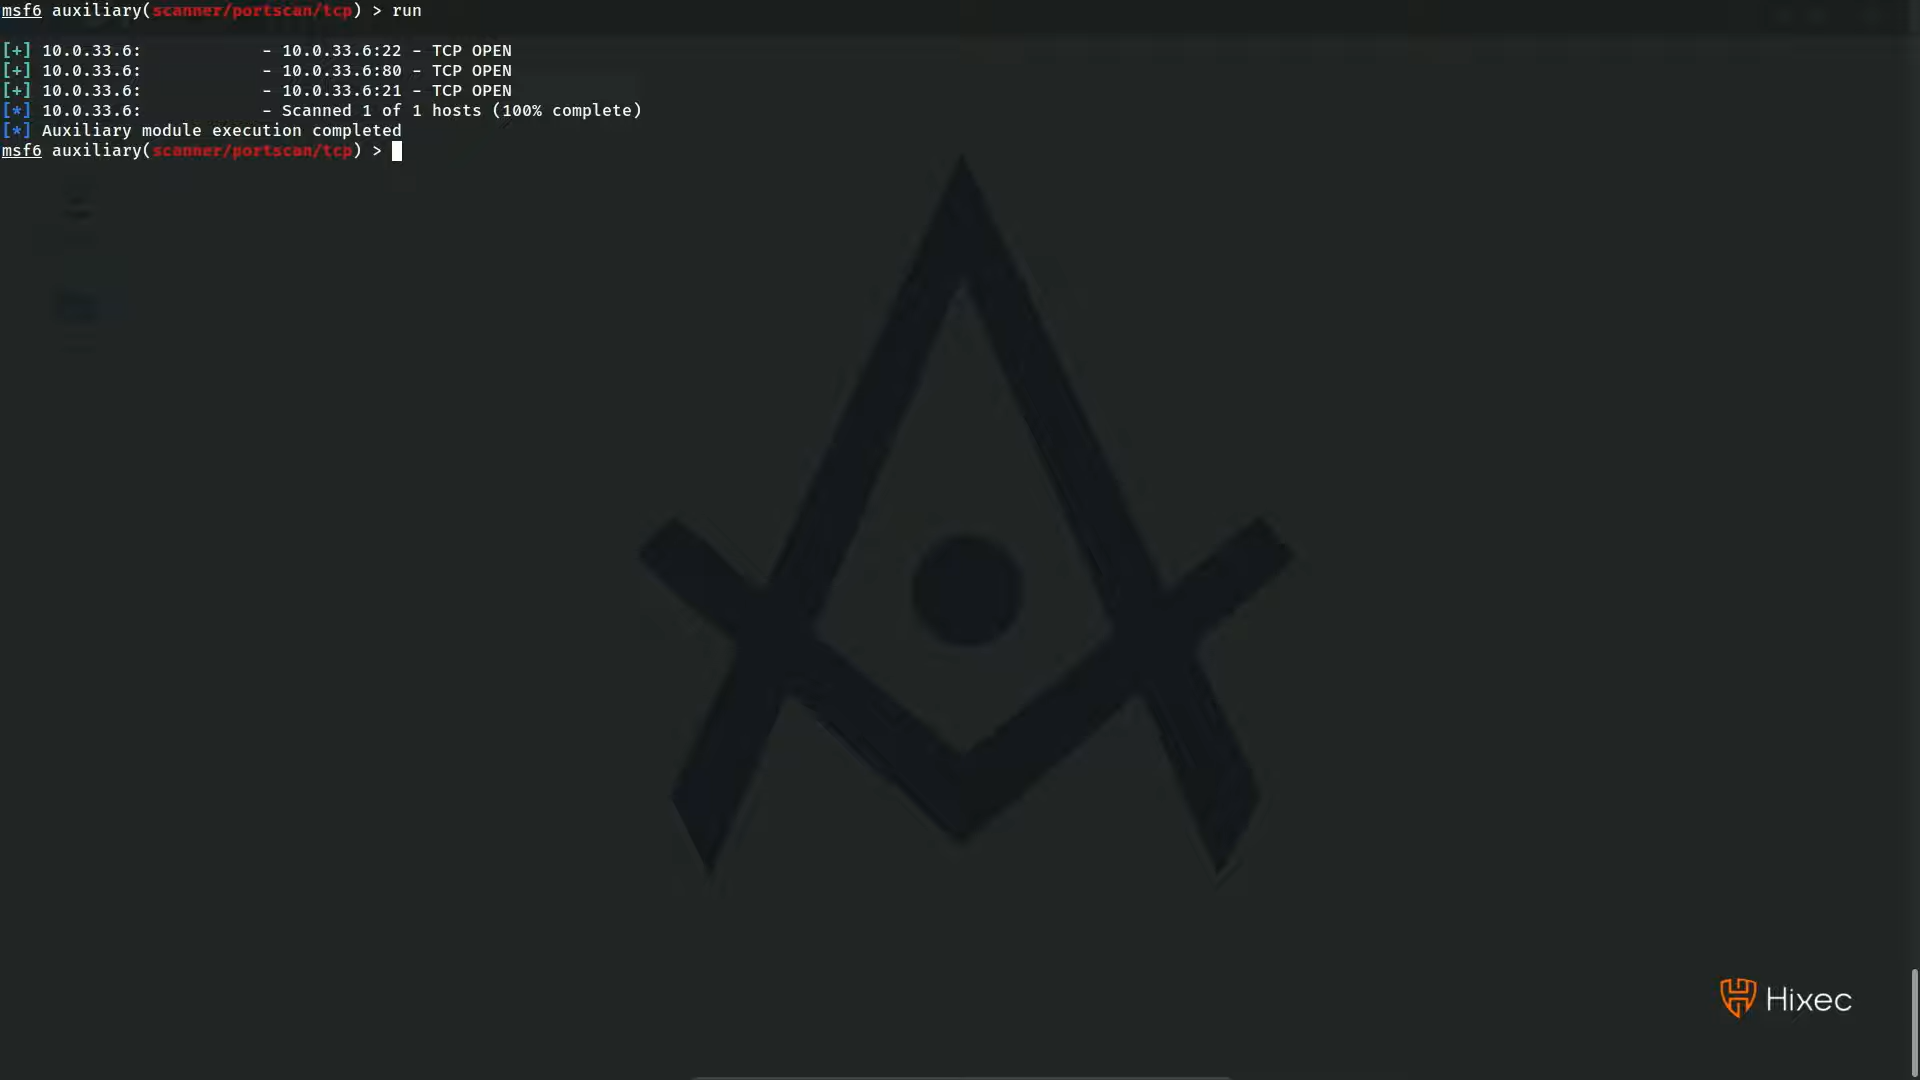 msf6 auxiliary(scanner/portscan/tcp) > run
[+] 10.0.33.6:            - 10.0.33.6:22 - TCP OPEN
[+] 10.0.33.6:            - 10.0.33.6:80 - TCP OPEN
[+] 10.0.33.6:            - 10.0.33.6:21 - TCP OPEN
[*] 10.0.33.6:            - Scanned 1 of 1 hosts (100% complete)
[*] Auxiliary module execution completed
msf6 auxiliary(scanner/portscan/tcp) >
Hixec